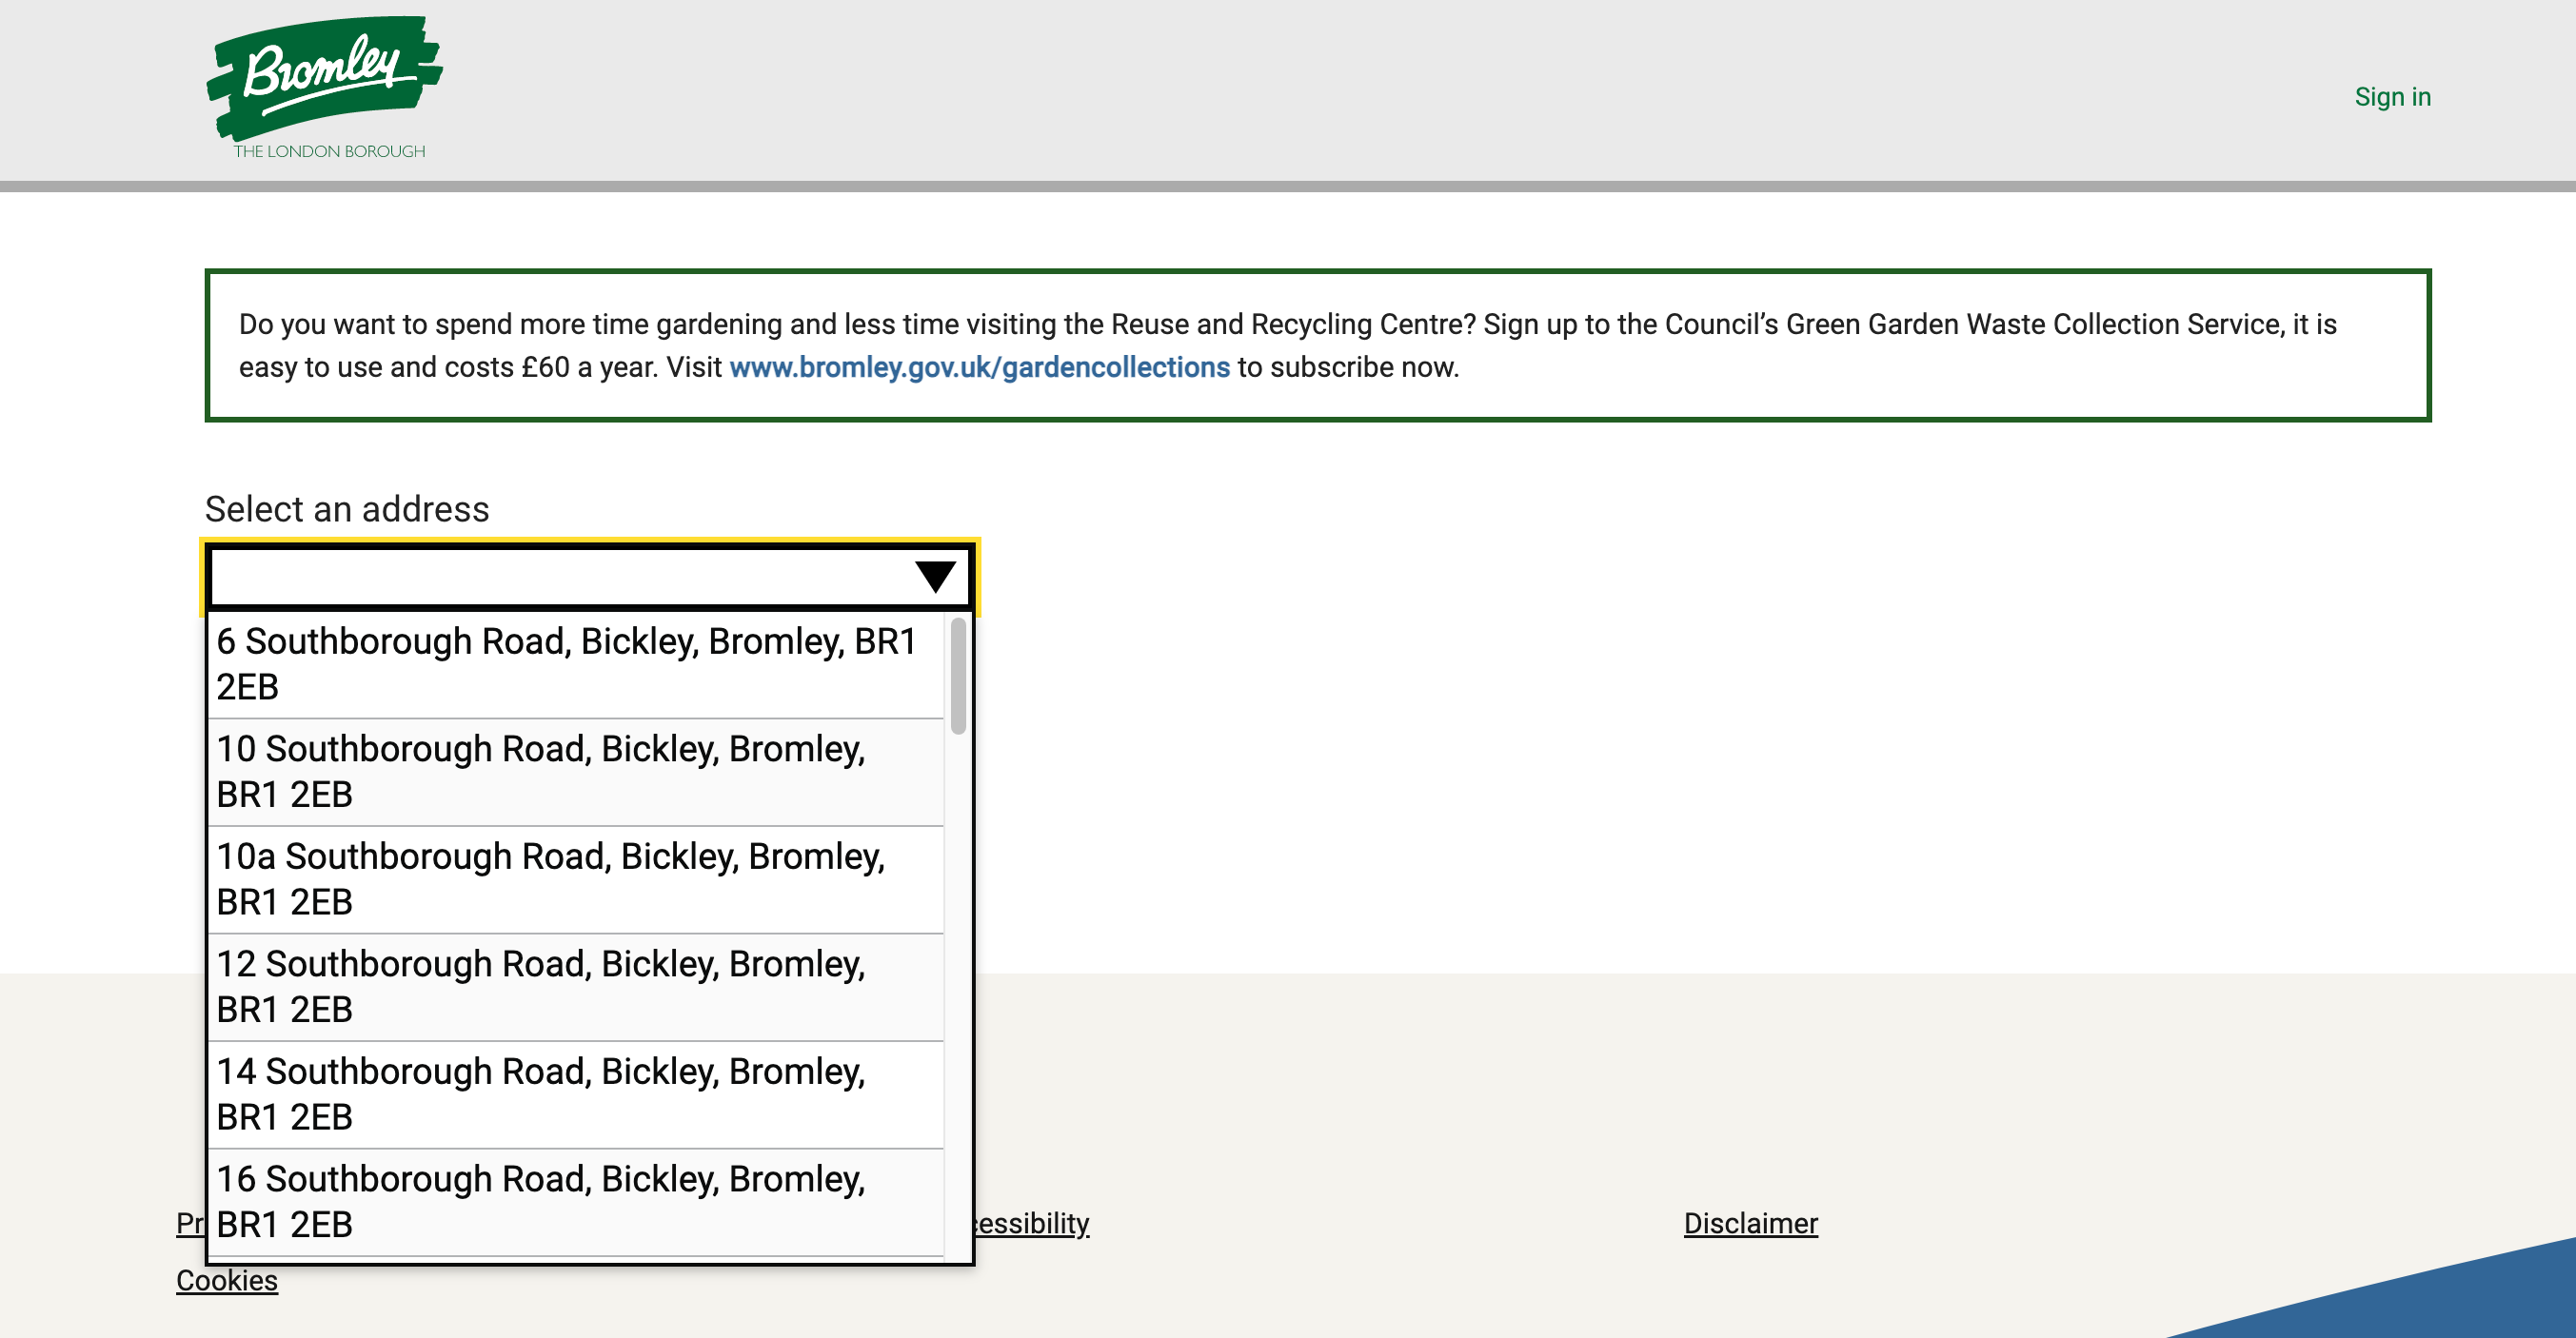 Bromley
THE LONDON BOROUGH
Sign in
Do you want to spend more time gardening and less time visiting the Reuse and Recycling Centre? Sign up to the Council’s Green Garden Waste Collection Service, it is
easy to use and costs £60 a year. Visit www.bromley.gov.uk/gardencollections to subscribe now.
Select an address
6 Southborough Road, Bickley, Bromley, BR1
2EB
10 Southborough Road, Bickley, Bromley,
BR1 2EB
10a Southborough Road, Bickley, Bromley,
BR1 2EB
12 Southborough Road, Bickley, Bromley,
BR1 2EB
14 Southborough Road, Bickley, Bromley,
BR1 2EB
16 Southborough Road, Bickley, Bromley,
BR1 2EB
Disclaimer
Cookies